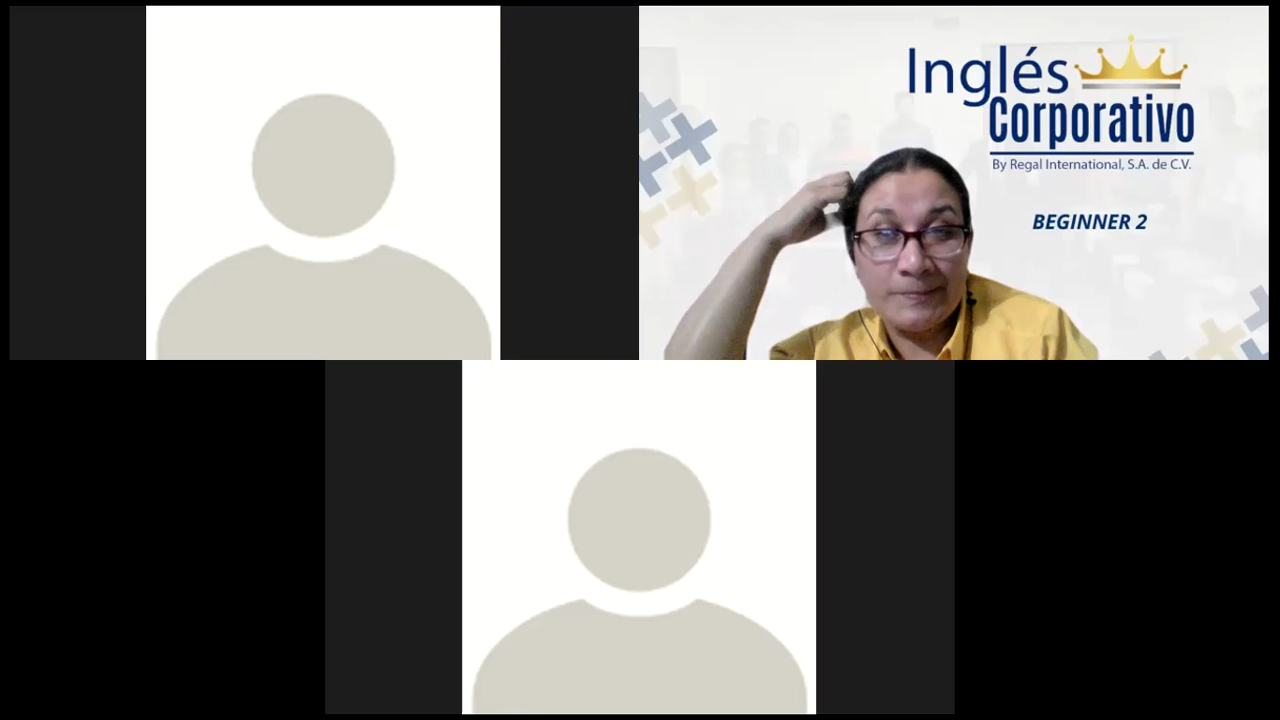 Inglés
Corporativo
By Regal International, S.A. de C.V.
BEGINNER 2